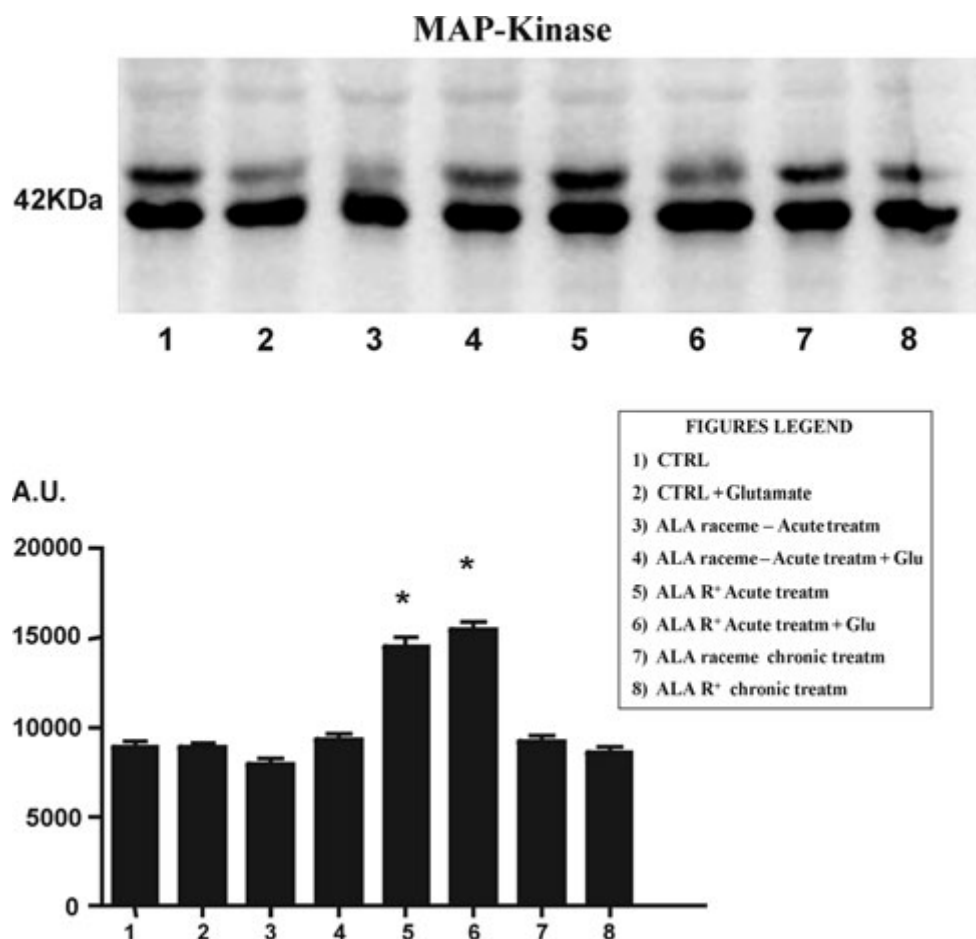 MAP-Kinase
42KDa
1 2 3 4 5 6 7 8
FIGURES LEGEND
1) CTRL
2) CTRL + Glutamate
3) ALA raceme – Acute treatm
4) ALA raceme – Acute treatm + Glu
5) ALA R⁺ Acute treatm
6) ALA R⁺ Acute treatm + Glu
7) ALA raceme chronic treatm
8) ALA R⁺ chronic treatm
A.U.
20000
15000
10000
5000
0
* *
1 2 3 4 5 6 7 8